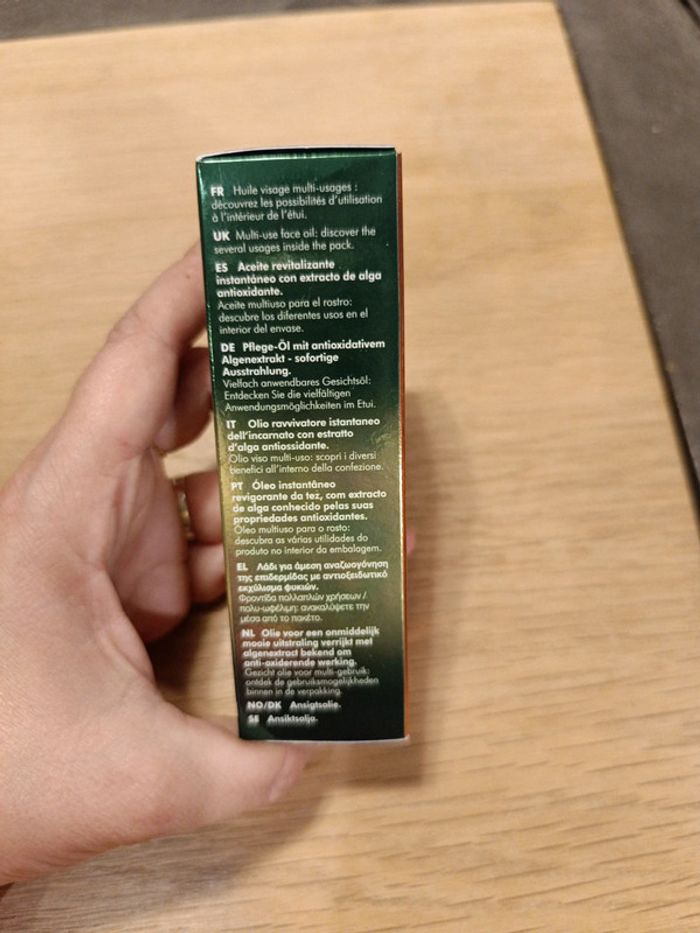 FR Huile visage multi-usages :
découvrez les possibilités d'utilisation
à l'intérieur de l'étui.
UK Multi-use face oil: discover the
several usages inside the pack.
ES Aceite revitalizante
instantáneo con extracto de alga
antioxidante.
Aceite multiuso para el rostro:
descubre los diferentes usos en el
interior del envase.
DE Pflege-Öl mit antioxidativem
Algenextrakt - sofortige
Ausstrahlung.
Vielfach anwendbares Gesichtsöl:
Entdecken Sie die vielfältigen
Anwendungsmöglichkeiten im Etui.
IT Olio ravvivatore istantaneo
dell'incarnato con estratto
d'alga antiossidante.
Olio viso multi-uso: scopri i diversi
benefici all'interno della confezione.
PT Óleo instantâneo
revigorante da tez, com extracto
de alga conhecido pelas suas
propriedades antioxidantes.
Óleo multiuso para o rosto:
descubra as várias utilidades do
produto no interior da embalagem.
EL Λάδι για άμεση αναζωογόνηση
της επιδερμίδας με αντιοξειδωτικό
εκχύλισμα φυκιών.
Φροντίδα πολλαπλών χρήσεων /
πολυ-ωφέλιμη: ανακαλύψετε την
μέσα από το πακέτο.
NL Olie voor een onmiddelijk
mooie uitstraling verrijkt met
algenextract bekend om
anti-oxiderende werking.
Gezicht olie voor multi-gebruik:
ontdek de gebruiksmogelijkheden
binnen in de verpakking.
NO/DK Ansigtsolie.
SE Ansiktsolja.